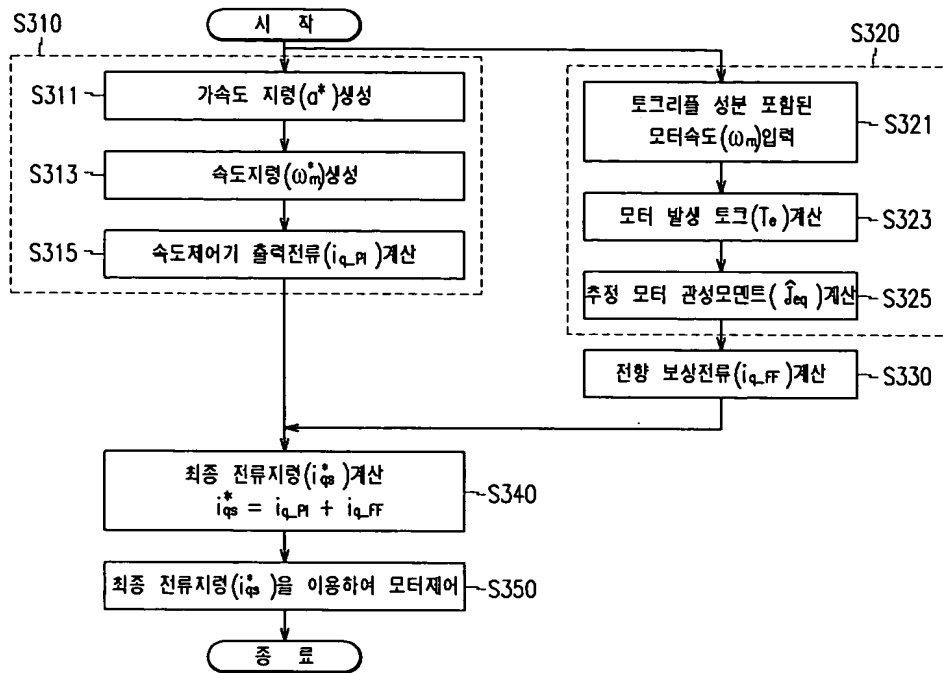 시 작
S310
S311
가속도 지령(a*)생성
S313
속도지령(ω*m)생성
S315
속도제어기 출력전류(iq_PI)계산
S320
토크리플 성분 포함된
모터속도(ωm)입력
S321
모터 발생 토크(Te)계산
S323
추정 모터 관성모멘트(Ĵeq)계산
S325
전향 보상전류(iq_FF)계산
S330
최종 전류지령(i*qs)계산
i*qs = iq_PI + iq_FF
S340
최종 전류지령(i*qs)을 이용하여 모터제어
S350
종 료